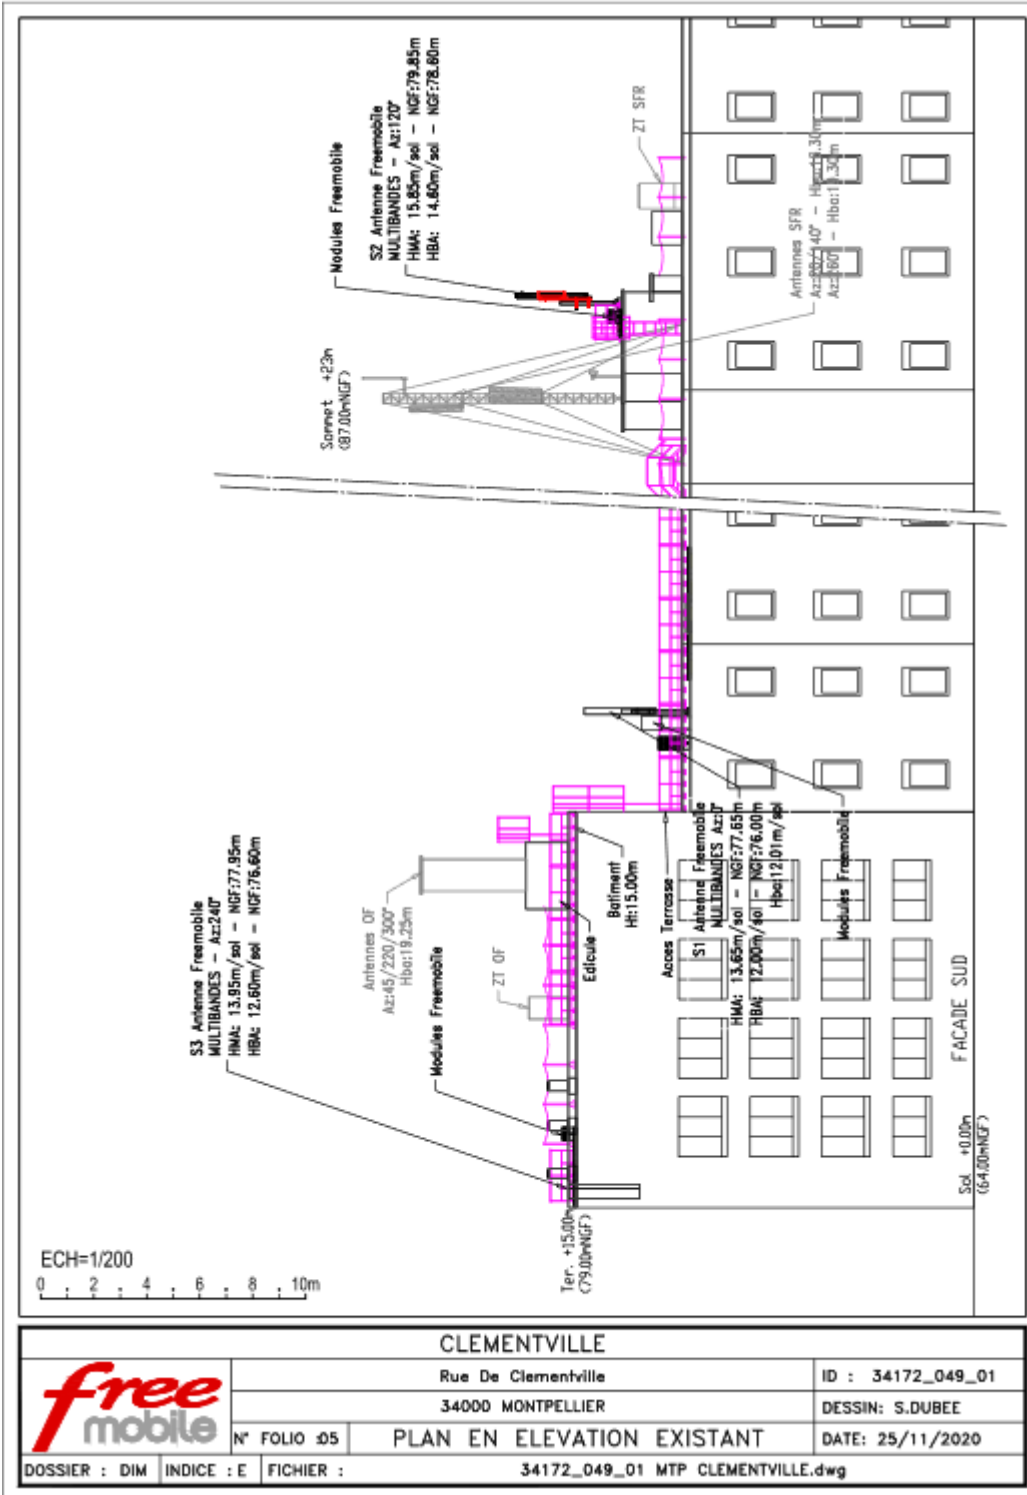 Modules Freemobile
S2 Antenne Freemobile
MULTIBANDES - Az:120°
HMA: 15.85m/sol - NGF:79.85m
HBA: 14.60m/sol - NGF:78.60m
ZT SFR
Antennes SFR
Sommet +23m
(87.00mNGF)
S3 Antenne Freemobile
MULTIBANDES - Az:240°
HMA: 13.95m/sol - NGF:77.95m
HBA: 12.60m/sol - NGF:76.60m
Antennes OF
Az:45/220/300°
Hba:19.25m
ZT OF
Modules Freemobile
Batiment
Ht:15.00m
Edicule
Acces Terrasse
S1 Antenne Freemobile
MULTIBANDES
HMA: 13.65m/sol - NGF:77.65m
HBA: 12.00m/sol - NGF:76.00m
Hba:12.01m/sol
Modules Freemobile
FACADE SUD
Sol +0.00m
(64.00mNGF)
Ter. +15.00m
(79.00mNGF)
ECH=1/200
0 2 4 6 8 10m
CLEMENTVILLE
free mobile
Rue De Clementville
ID : 34172_049_01
34000 MONTPELLIER
DESSIN: S.DUBEE
N° FOLIO :05
PLAN EN ELEVATION EXISTANT
DATE: 25/11/2020
DOSSIER : DIM
INDICE : E
FICHIER :
34172_049_01 MTP CLEMENTVILLE.dwg